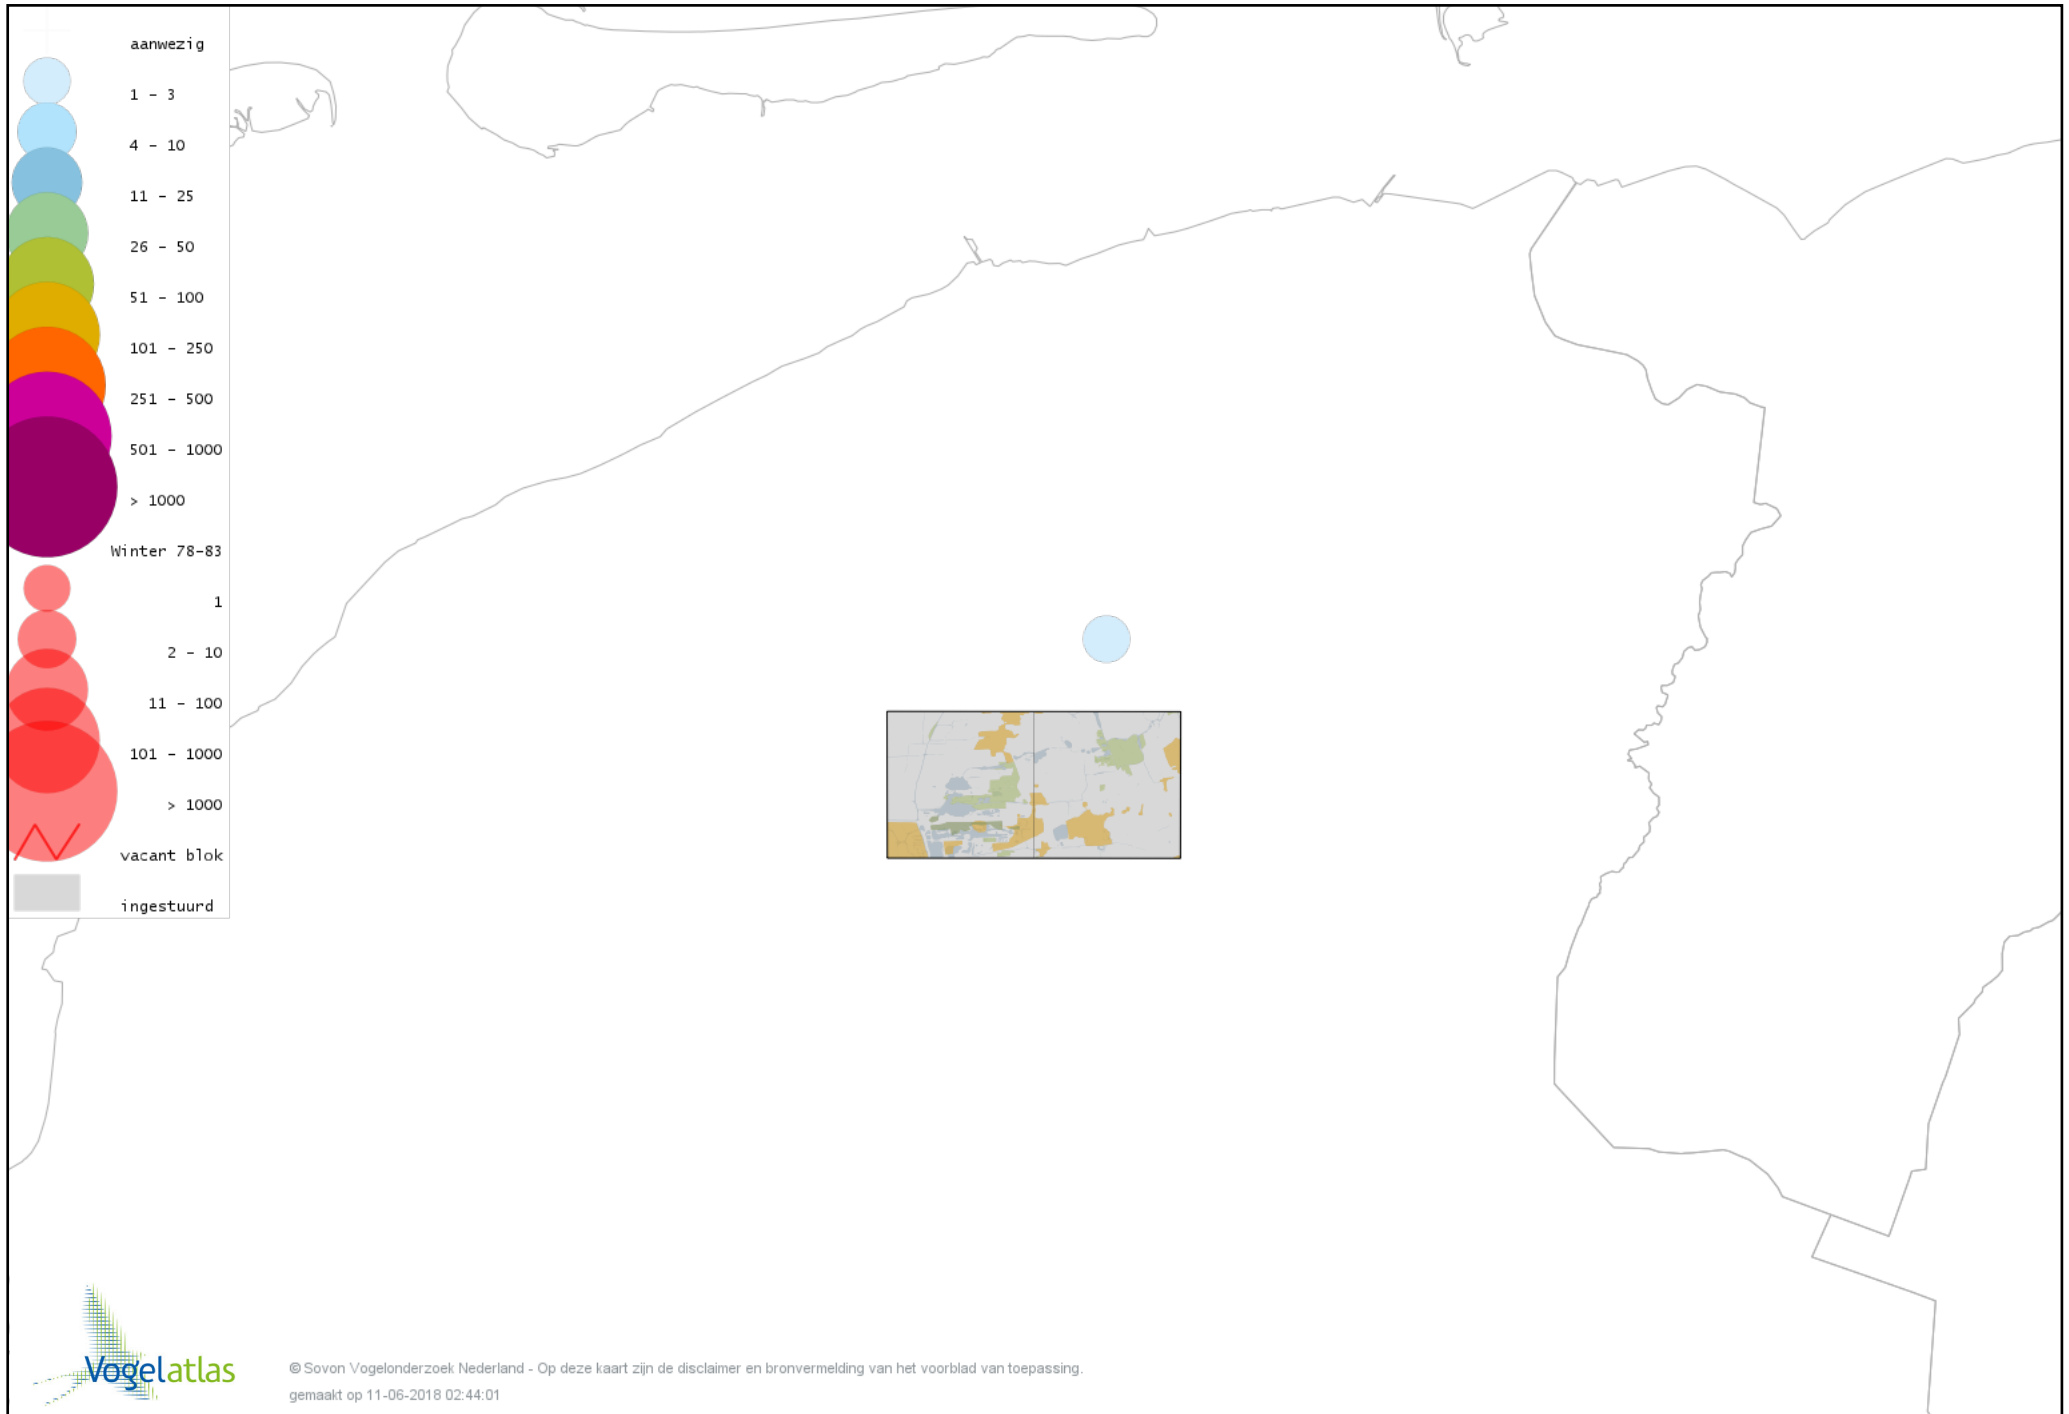 aanwezig
1 - 3
4 - 10
11 - 25
26 - 50
51 - 100
101 - 250
251 - 500
501 - 1000
> 1000
Winter 78-83
1
2 - 10
11 - 100
101 - 1000
> 1000
vacant blok
ingestuurd
Vogelatlas
© Sovon Vogelonderzoek Nederland - Op deze kaart zijn de disclaimer en bronvermelding van het voorblad van toepassing.
gemaakt op 11-06-2018 02:44:01